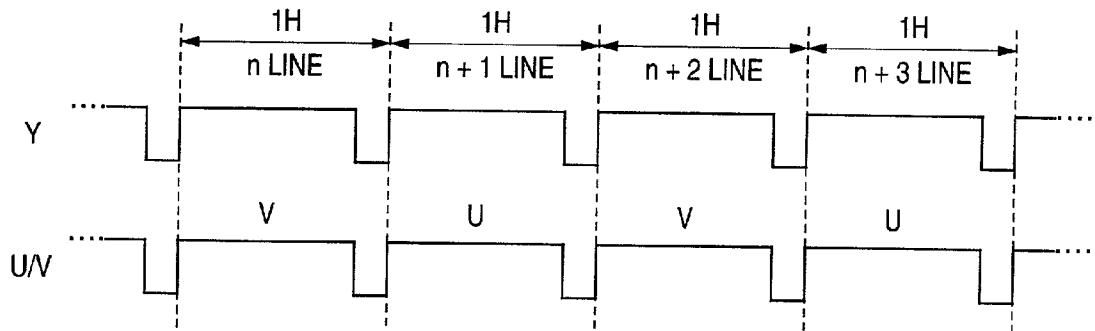 1H 1H 1H 1H
n LINE n + 1 LINE n + 2 LINE n + 3 LINE
Y
V U V U
U/V